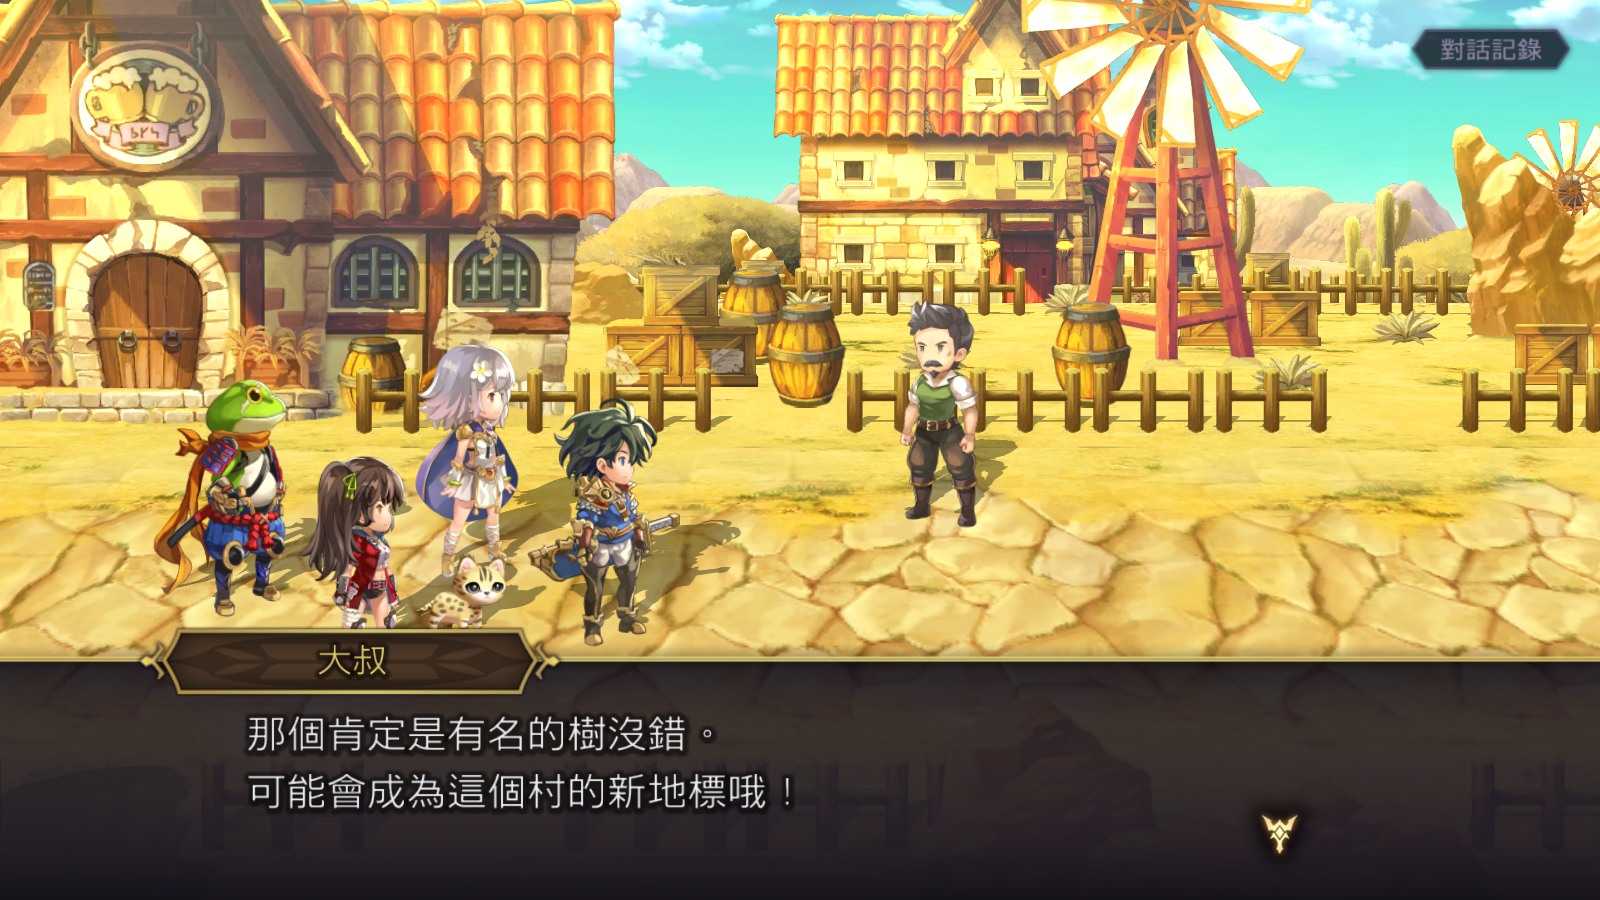 對話記錄
大叔
那個肯定是有名的樹沒錯。
可能會成為這個村的新地標哦！